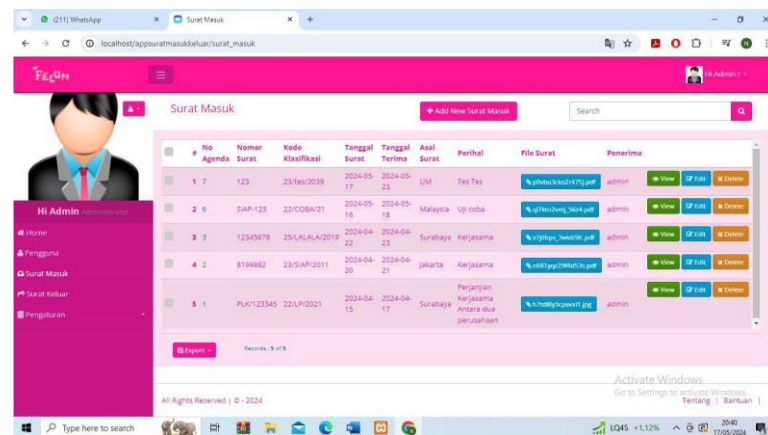 (211) WhatsApp
Surat Masuk
localhost/appsuratmasukkeluar/surat_masuk
Hi Admin ! -
Surat Masuk
+ Add New Surat Masuk
Search
# No Agenda Nomor Surat Kode Klasifikasi Tanggal Surat Tanggal Terima Asal Surat Perihal File Surat Penerima
1 7 123 23/tes/2039 2024-05-17 2024-05-23 UM Tes Tes admin View Edit Delete
2 6 SIAP-123 22/COBA/21 2024-05-16 2024-05-18 Malaysia Uji coba admin View Edit Delete
3 3 12345678 25/LALALA/2019 2024-04-22 2024-04-23 Surabaya Kerjasama admin View Edit Delete
4 2 8199882 23/SIAP/2011 2024-04-20 2024-04-21 Jakarta Kerjasama admin View Edit Delete
5 1 PLK/123345 22/LP/2021 2024-04-15 2024-04-17 Surabaya Perjanjian Kerjasama Antara dua perusahaan admin View Edit Delete
Hi Admin Administrator
Home
Pengguna
Surat Masuk
Surat Keluar
Pengaturan
Export
Records : 5 of 5
Activate Windows
Go to Settings to activate Windows.
All Rights Reserved | © - 2024
Tentang | Bantuan |
Type here to search
LQ45 +1,12%
20:40
17/05/2024